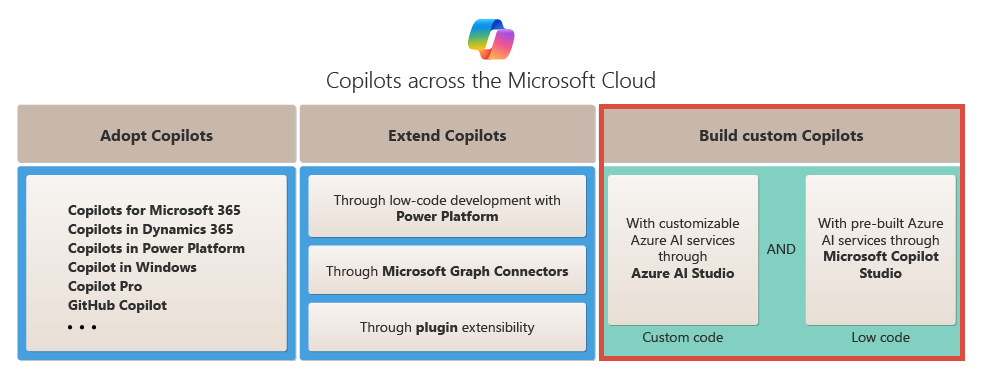 Copilots across the Microsoft Cloud
Adopt Copilots
Copilots for Microsoft 365
Copilots in Dynamics 365
Copilots in Power Platform
Copilot in Windows
Copilot Pro
GitHub Copilot
• • •
Extend Copilots
Through low-code development with
Power Platform
Through Microsoft Graph Connectors
Through plugin extensibility
Build custom Copilots
With customizable
Azure AI services
through
Azure AI Studio
Custom code
AND
With pre-built Azure
AI services through
Microsoft Copilot
Studio
Low code